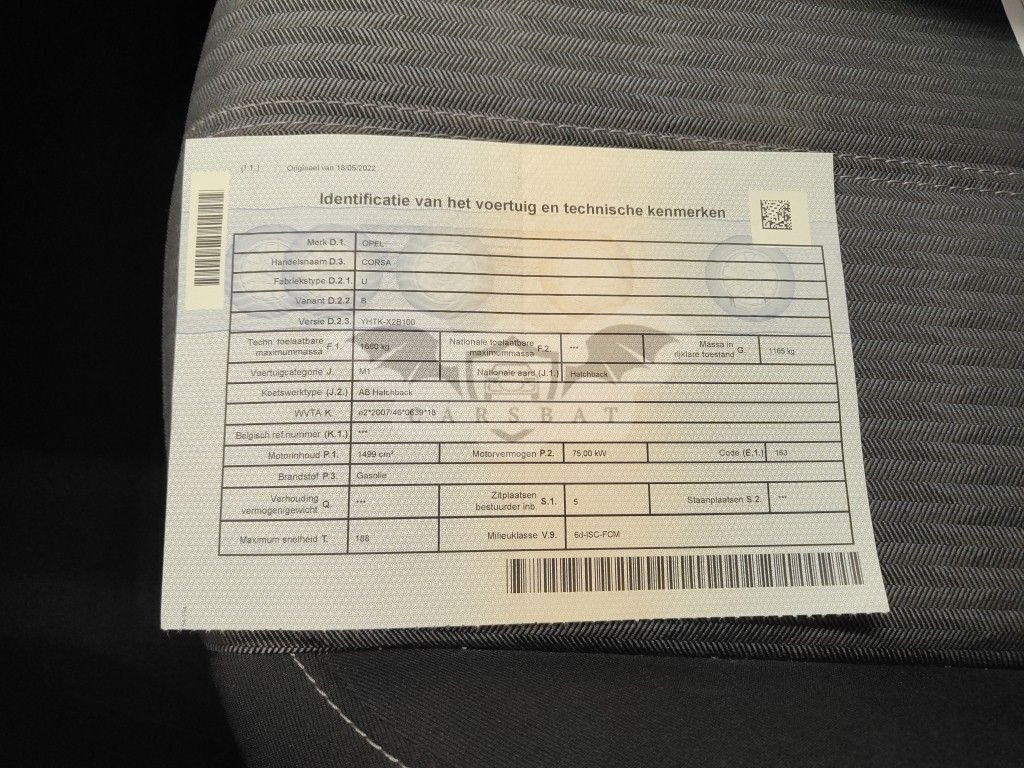 (I.1.) Origineel van 18/05/2022
Identificatie van het voertuig en technische kenmerken
Merk D.1. OPEL
Handelsnaam D.3. CORSA
Fabriekstype D.2.1. U
Variant D.2.2. B
Versie D.2.3. YHTK-X2B100
Techn. toelaatbare maximummassa F.1. 1660 kg Nationale toelaatbare maximummassa F.2. *** Massa in rijklare toestand G. 1165 kg
Voertuigcategorie J. M1 Nationale aard (J.1.) Hatchback
Koetswerktype (J.2.) AB Hatchback
WVTA K. e2*2007/46*0639*18
CARSBAT
Belgisch ref.nummer (K.1.) ***
Motorinhoud P.1. 1499 cm³ Motorvermogen P.2. 75,00 kW Code (E.1.) 163
Brandstof P.3. Gasolie
Verhouding vermogen/gewicht Q. *** Zitplaatsen bestuurder inb. S.1. 5 Staanplaatsen S.2. ***
Maximum snelheid T. 188 Milieuklasse V.9. 6d-ISC-FCM